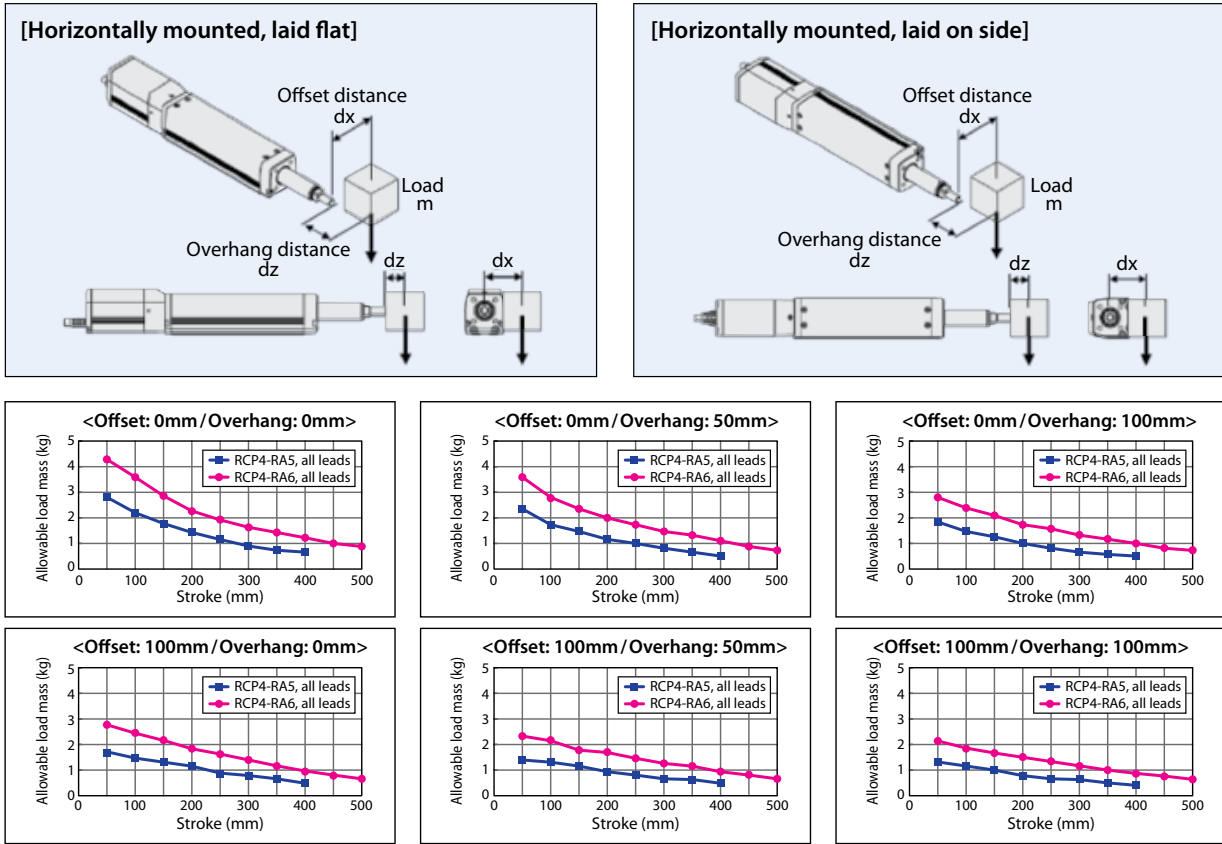 [Horizontally mounted, laid flat]
Offset distance
dx
Load
m
Overhang distance
dz
dz
dx
[Horizontally mounted, laid on side]
Offset distance
dx
Load
m
Overhang distance
dz
dz
dx
<Offset: 0mm/Overhang: 0mm>
Allowable load mass (kg)
5
4
3
2
1
0
RCP4-RA5, all leads
RCP4-RA6, all leads
0 100 200 300 400 500
Stroke (mm)
<Offset: 0mm/Overhang: 50mm>
Allowable load mass (kg)
5
4
3
2
1
0
RCP4-RA5, all leads
RCP4-RA6, all leads
0 100 200 300 400 500
Stroke (mm)
<Offset: 0mm/Overhang: 100mm>
Allowable load mass (kg)
5
4
3
2
1
0
RCP4-RA5, all leads
RCP4-RA6, all leads
0 100 200 300 400 500
Stroke (mm)
<Offset: 100mm/Overhang: 0mm>
Allowable load mass (kg)
5
4
3
2
1
0
RCP4-RA5, all leads
RCP4-RA6, all leads
0 100 200 300 400 500
Stroke (mm)
<Offset: 100mm/Overhang: 50mm>
Allowable load mass (kg)
5
4
3
2
1
0
RCP4-RA5, all leads
RCP4-RA6, all leads
0 100 200 300 400 500
Stroke (mm)
<Offset: 100mm/Overhang: 100mm>
Allowable load mass (kg)
5
4
3
2
1
0
RCP4-RA5, all leads
RCP4-RA6, all leads
0 100 200 300 400 500
Stroke (mm)